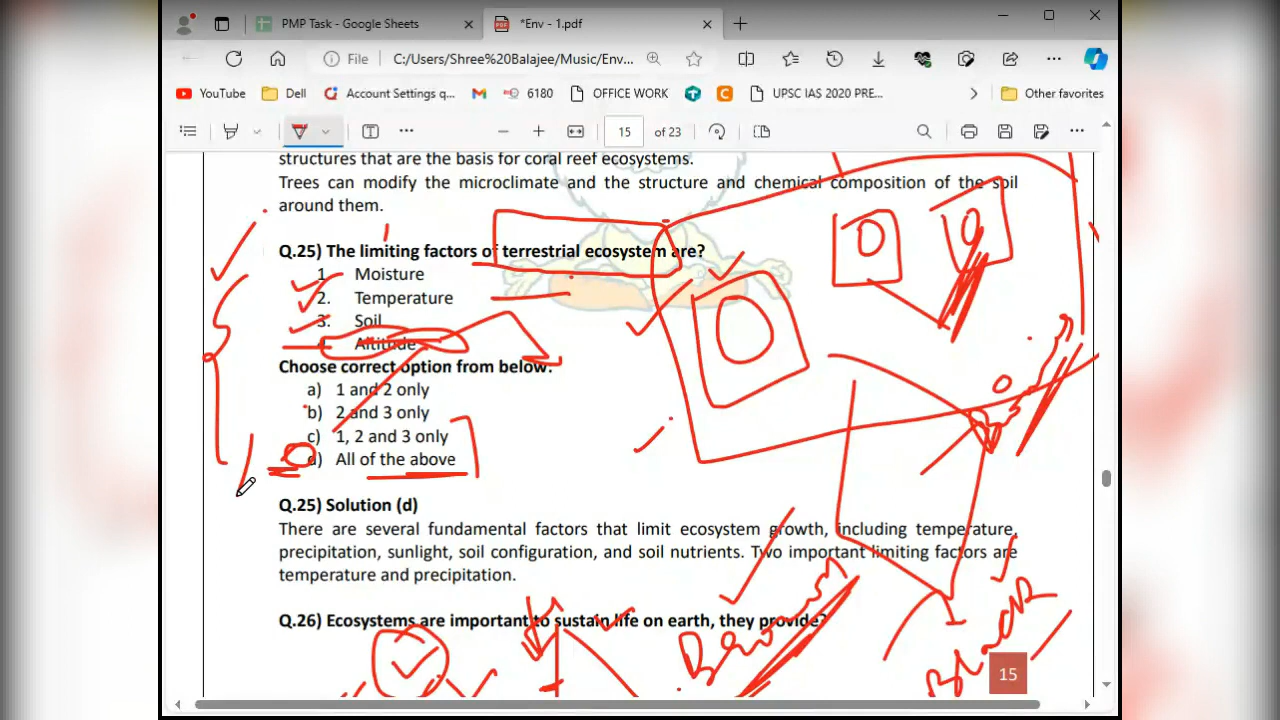 PMP Task - Google Sheets
*Env - 1.pdf
File
C:/Users/Shree%20Balajee/Music/Env...
YouTube
Dell
Account Settings q...
6180
OFFICE WORK
UPSC IAS 2020 PRE...
Other favorites
15 of 23
structures that are the basis for coral reef ecosystems.
Trees can modify the microclimate and the structure and chemical composition of the soil
around them.
Q.25) The limiting factors of terrestrial ecosystem are?
1. Moisture
2. Temperature
3. Soil
4. Altitude
Choose correct option from below:
a) 1 and 2 only
b) 2 and 3 only
c) 1, 2 and 3 only
d) All of the above
Q.25) Solution (d)
There are several fundamental factors that limit ecosystem growth, including temperature,
precipitation, sunlight, soil configuration, and soil nutrients. Two important limiting factors are
temperature and precipitation.
Q.26) Ecosystems are important to sustain life on earth, they provide?
15